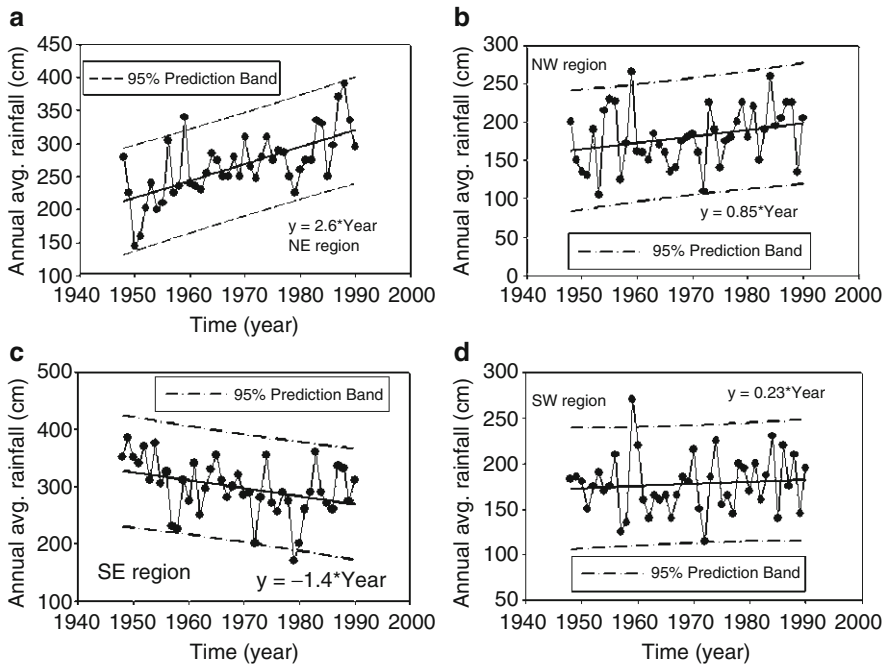 a
Annual avg. rainfall (cm)
450
400
350
300
250
200
150
100
95% Prediction Band
y = 2.6*Year
NE region
1940 1950 1960 1970 1980 1990 2000
Time (year)
b
Annual avg. rainfall (cm)
300
250
200
150
100
50
0
NW region
y = 0.85*Year
95% Prediction Band
1940 1950 1960 1970 1980 1990 2000
Time (year)
c
Annual avg. rainfall (cm)
500
400
300
200
100
95% Prediction Band
SE region
y = –1.4*Year
1940 1950 1960 1970 1980 1990 2000
Time (year)
d
Annual avg. rainfall (cm)
300
250
200
150
100
50
y = 0.23*Year
SW region
95% Prediction Band
1940 1950 1960 1970 1980 1990 2000
Time (year)